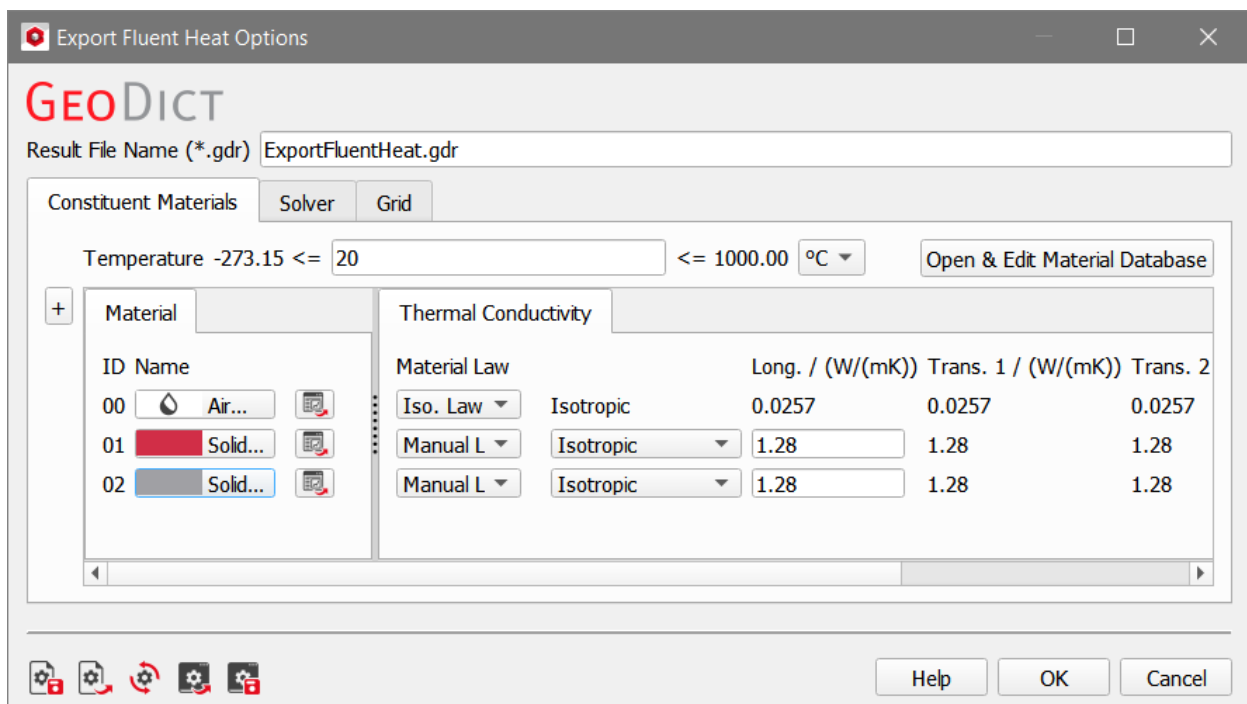 Export Fluent Heat Options
GEODICT
Result File Name (*.gdr) ExportFluentHeat.gdr
Constituent Materials Solver Grid
Temperature -273.15 <= 20 <= 1000.00 °C Open & Edit Material Database
+ Material Thermal Conductivity
ID Name Material Law Long. / (W/(mK)) Trans. 1 / (W/(mK)) Trans. 2
00 Air... Iso. Law Isotropic 0.0257 0.0257 0.0257
01 Solid... Manual L Isotropic 1.28 1.28 1.28
02 Solid... Manual L Isotropic 1.28 1.28 1.28
Help OK Cancel